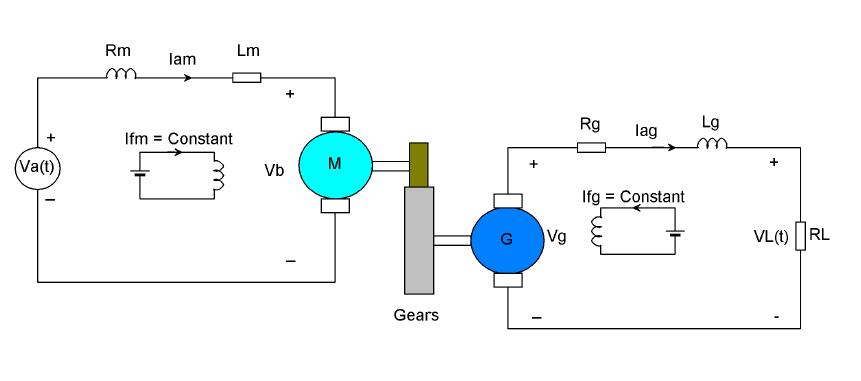 Rm
Iam
Lm
+
Ifm = Constant
+
Va(t)
–
Vb
M
–
Gears
Rg
Iag
Lg
+
+
Ifg = Constant
G
Vg
VL(t)
RL
–
-